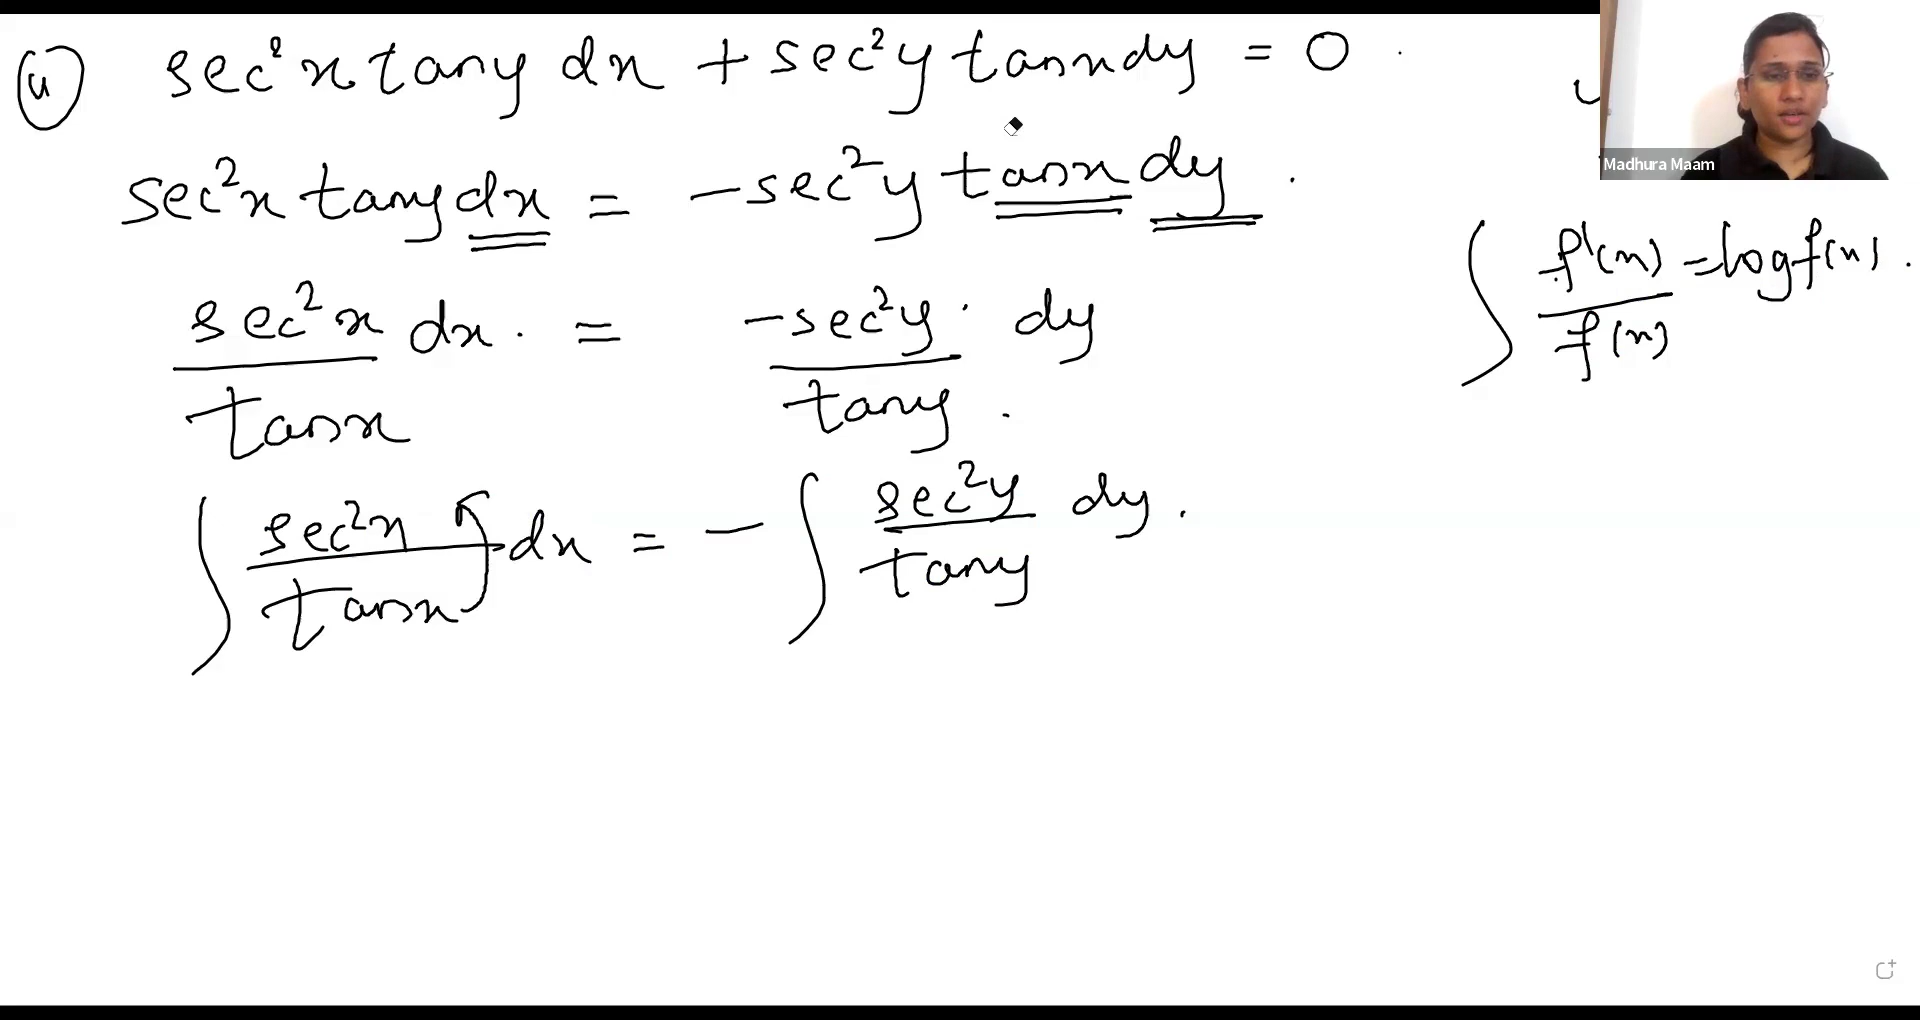 (ii) sec²x tany dx + sec²y tanx dy = 0
sec²x tany dx = -sec²y tanx dy.
sec²x/tanx dx. = -sec²y/tany. dy
∫ sec²x/tanx dx = -∫ sec²y/tany dy.
∫ f'(x)/f(x) = log f(x).
Madhura Maam